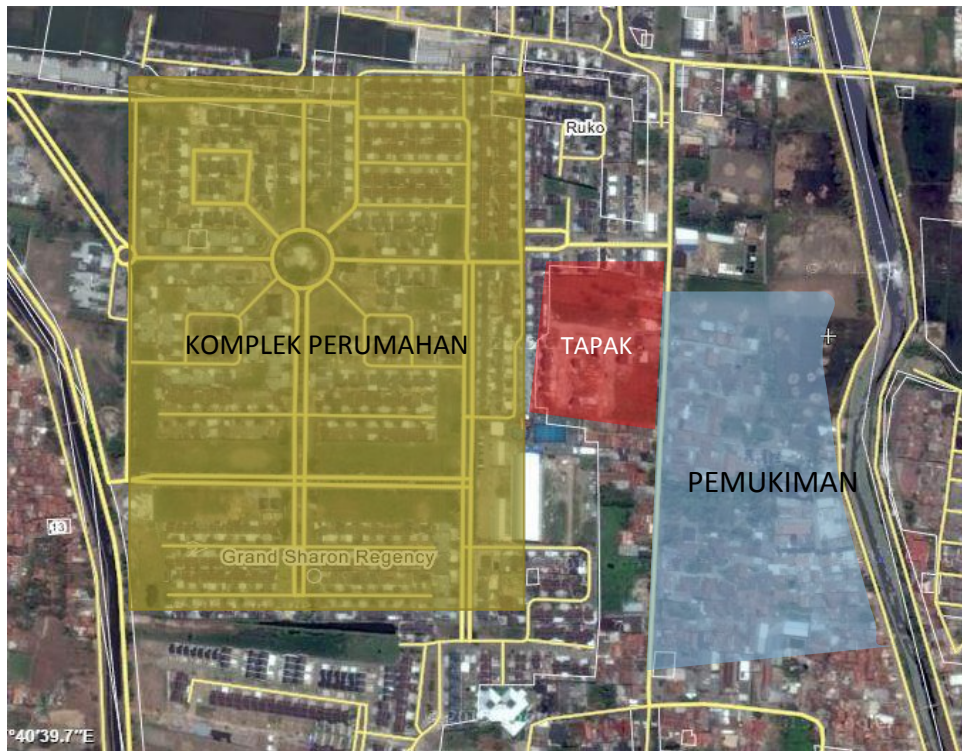 Ruko
KOMPLEK PERUMAHAN
TAPAK
PEMUKIMAN
13
Grand Sharon Regency
°40'39.7"E